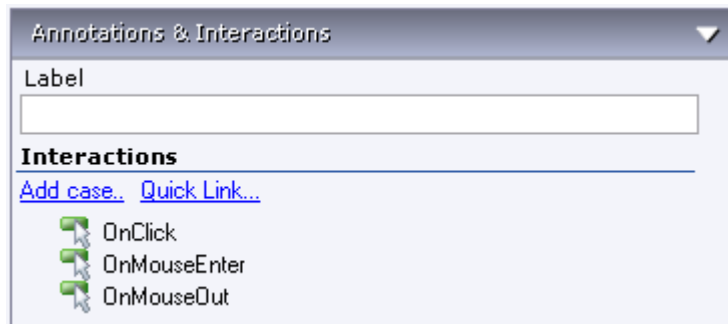 Annotations & Interactions
Label
Interactions
Add case.. Quick Link...
OnClick
OnMouseEnter
OnMouseOut